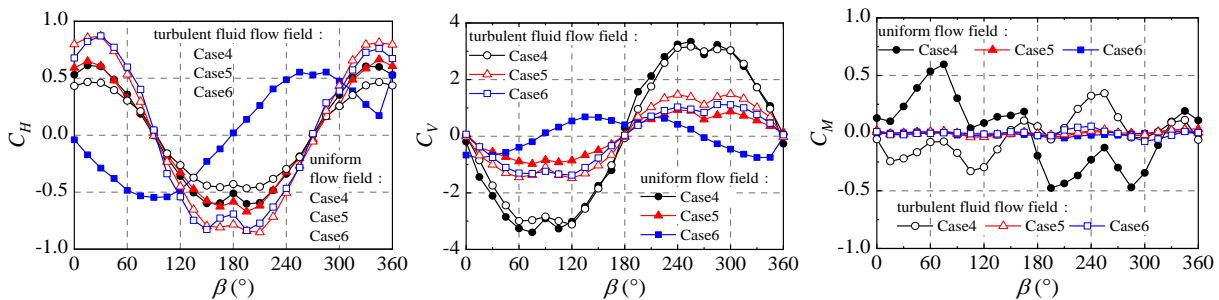 1.0
0.5
0.0
-0.5
-1.0
C_H
turbulent fluid flow field :
Case4
Case5
Case6
uniform
flow field :
Case4
Case5
Case6
0 60 120 180 240 300 360
β (°)
4
2
0
-2
-4
C_V
turbulent fluid flow field :
Case4
Case5
Case6
uniform flow field :
Case4
Case5
Case6
0 60 120 180 240 300 360
β (°)
1.0
0.5
0.0
-0.5
-1.0
C_M
uniform flow field :
Case4 Case5 Case6
turbulent fluid flow field :
Case4 Case5 Case6
0 60 120 180 240 300 360
β (°)